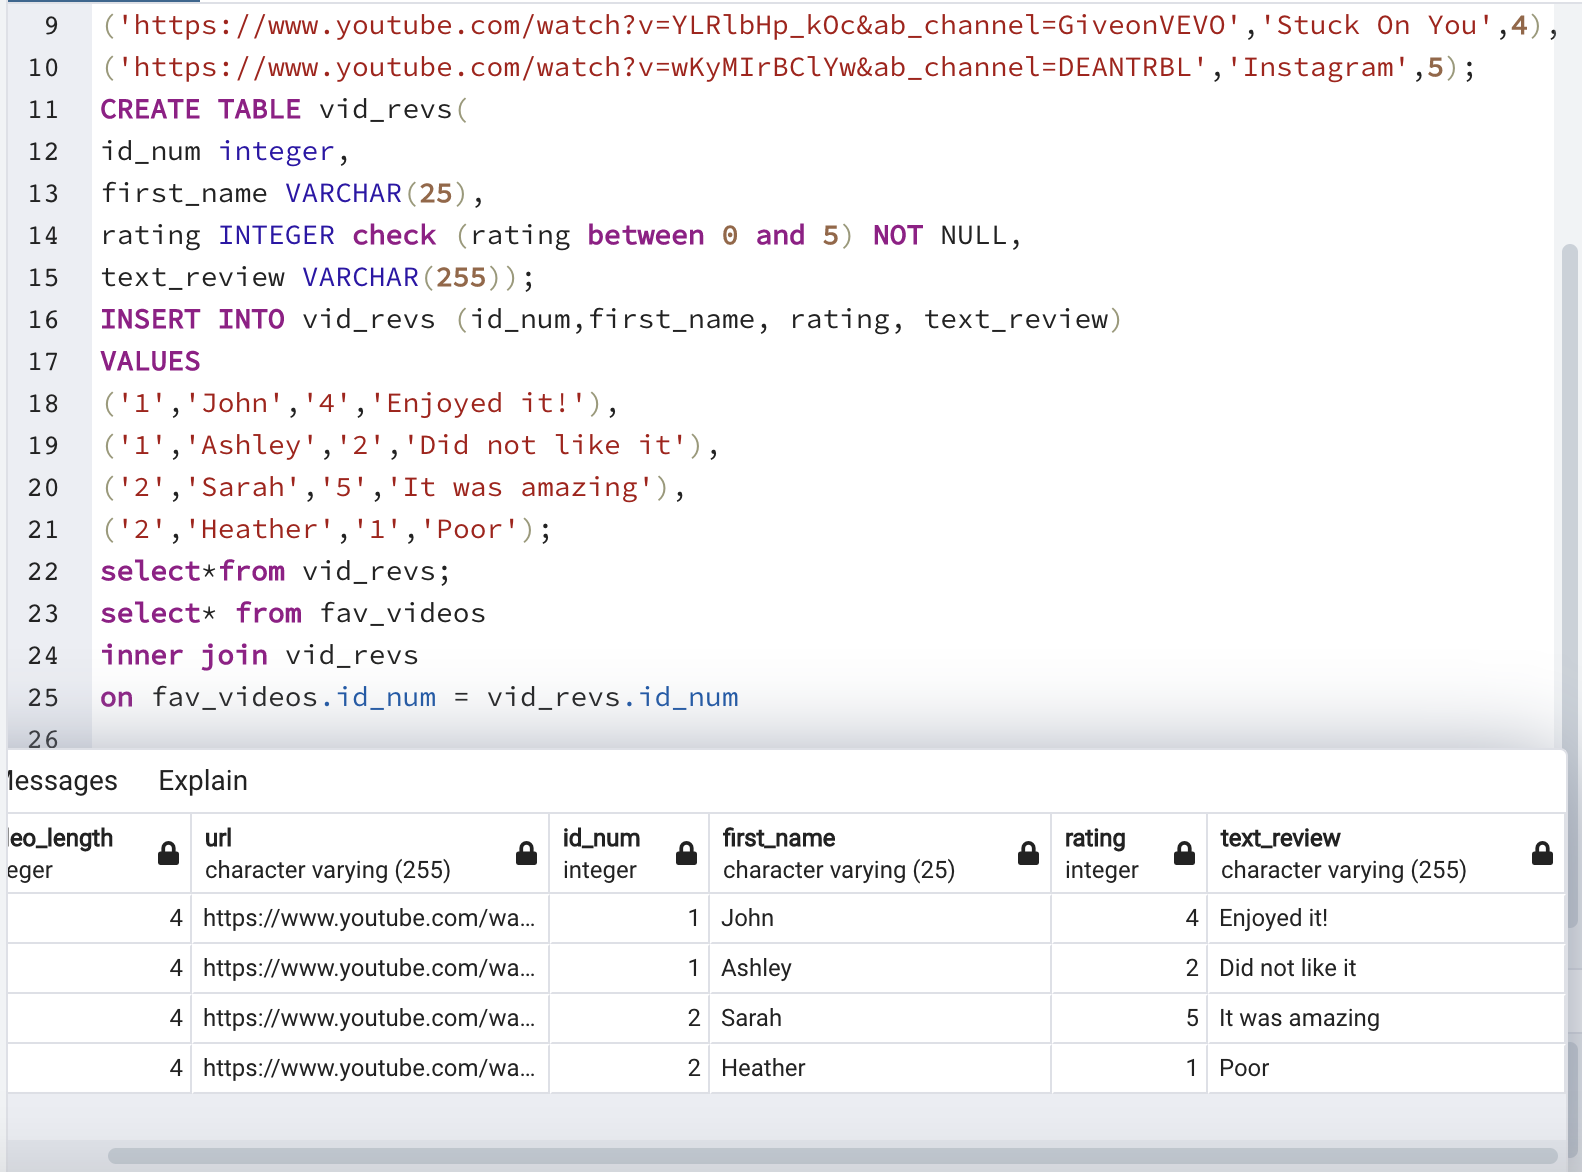 9 ('https://www.youtube.com/watch?v=YLRlbHp_kOc&ab_channel=GiveonVEVO','Stuck On You',4),
10 ('https://www.youtube.com/watch?v=wKyMIrBClYw&ab_channel=DEANTRBL','Instagram',5);
11 CREATE TABLE vid_revs(
12 id_num integer,
13 first_name VARCHAR(25),
14 rating INTEGER check (rating between 0 and 5) NOT NULL,
15 text_review VARCHAR(255));
16 INSERT INTO vid_revs (id_num,first_name, rating, text_review)
17 VALUES
18 ('1','John','4','Enjoyed it!'),
19 ('1','Ashley','2','Did not like it'),
20 ('2','Sarah','5','It was amazing'),
21 ('2','Heather','1','Poor');
22 select*from vid_revs;
23 select* from fav_videos
24 inner join vid_revs
25 on fav_videos.id_num = vid_revs.id_num
26
Messages Explain
leo_length url id_num first_name rating text_review
eger character varying (255) integer character varying (25) integer character varying (255)
4 https://www.youtube.com/wa... 1 John 4 Enjoyed it!
4 https://www.youtube.com/wa... 1 Ashley 2 Did not like it
4 https://www.youtube.com/wa... 2 Sarah 5 It was amazing
4 https://www.youtube.com/wa... 2 Heather 1 Poor